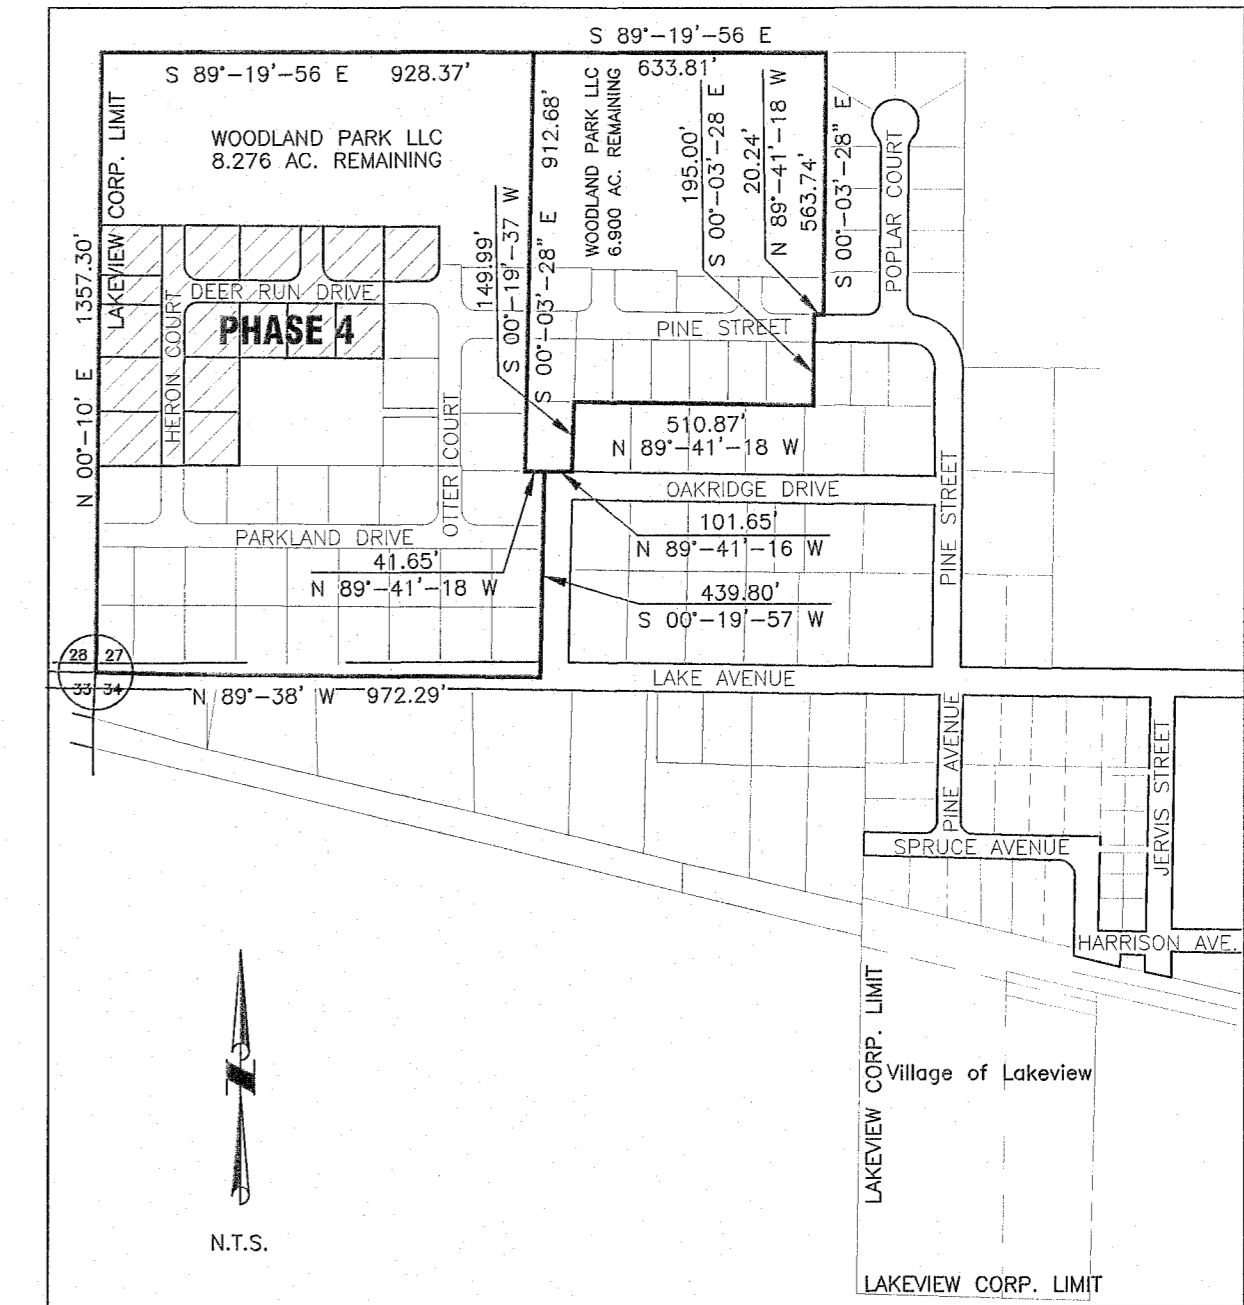 S 89°-19'-56 E
S 89°-19'-56 E 928.37'
633.81'
WOODLAND PARK LLC
8.276 AC. REMAINING
LAKEVIEW CORP. LIMIT
N 00°-10' E 1357.30'
912.68'
S 00°-03'-28" E
WOODLAND PARK LLC
6.900 AC. REMAINING
149.99'
S 00°-19'-37 W
195.00'
S 00°-03'-28 E
20.24'
N 89°-41'-18 W
563.74'
S 00°-03'-28" E
POPLAR COURT
DEER RUN DRIVE
PHASE 4
HERON COURT
PINE STREET
OTTER COURT
510.87'
N 89°-41'-18 W
OAKRIDGE DRIVE
PINE STREET
101.65'
N 89°-41'-16 W
PARKLAND DRIVE
41.65'
N 89°-41'-18 W
439.80'
S 00°-19'-57 W
28 27
33 34
LAKE AVENUE
N 89°-38' W 972.29'
PINE AVENUE
JERVIS STREET
SPRUCE AVENUE
HARRISON AVE.
LAKEVIEW CORP. LIMIT
Village of Lakeview
N
N.T.S.
LAKEVIEW CORP. LIMIT